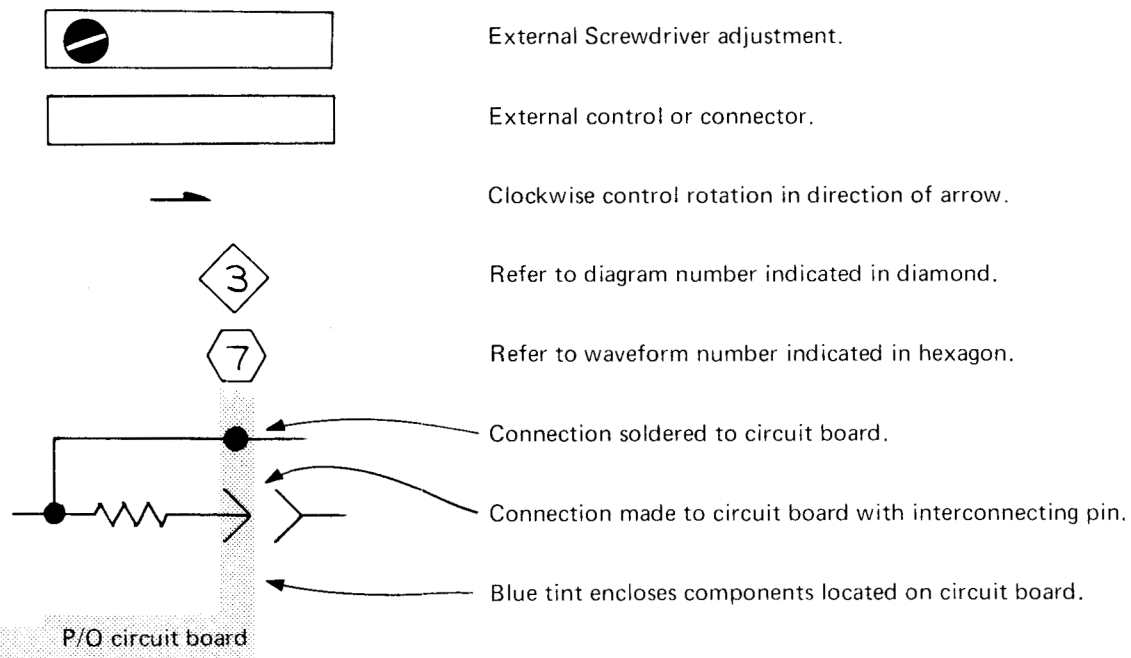 External Screwdriver adjustment.
External control or connector.
Clockwise control rotation in direction of arrow.
3
Refer to diagram number indicated in diamond.
7
Refer to waveform number indicated in hexagon.
Connection soldered to circuit board.
Connection made to circuit board with interconnecting pin.
Blue tint encloses components located on circuit board.
P/O circuit board